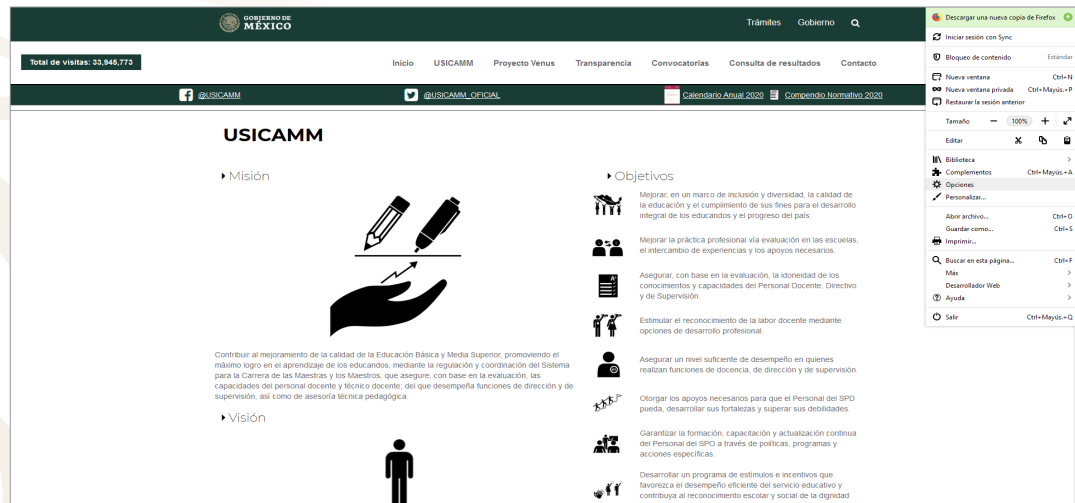 GOBIERNO DE
MÉXICO
Trámites Gobierno
Total de visitas: 33,945,773
Inicio USICAMM Proyecto Venus Transparencia Convocatorias Consulta de resultados Contacto
@USICAMM @USICAMM_OFICIAL Calendario Anual 2020 Compendio Normativo 2020
USICAMM
Misión
Contribuir al mejoramiento de la calidad de la Educación Básica y Media Superior, promoviendo el
máximo logro en el aprendizaje de los educandos, mediante la regulación y coordinación del Sistema
para la Carrera de las Maestras y los Maestros, que asegure, con base en la evaluación, las
capacidades del personal docente y técnico docente; del que desempeña funciones de dirección y de
supervisión, así como de asesoría técnica pedagógica.
Visión
Objetivos
Mejorar, en un marco de inclusión y diversidad, la calidad de
la educación y el cumplimiento de sus fines para el desarrollo
integral de los educandos y el progreso del país.
Mejorar la práctica profesional vía evaluación en las escuelas,
el intercambio de experiencias y los apoyos necesarios.
Asegurar, con base en la evaluación, la idoneidad de los
conocimientos y capacidades del Personal Docente, Directivo
y de Supervisión.
Estimular el reconocimiento de la labor docente mediante
opciones de desarrollo profesional.
Asegurar un nivel suficiente de desempeño en quienes
realizan funciones de docencia, de dirección y de supervisión.
Otorgar los apoyos necesarios para que el Personal del SPD
pueda, desarrollar sus fortalezas y superar sus debilidades.
Garantizar la formación, capacitación y actualización continua
del Personal del SPO a través de políticas, programas y
acciones específicas.
Desarrollar un programa de estímulos e incentivos que
favorezca el desempeño eficiente del servicio educativo y
contribuya al reconocimiento escolar y social de la dignidad
Descargar una nueva copia de Firefox
Iniciar sesión con Sync
Bloqueo de contenido Estándar
Nueva ventana Ctrl+N
Nueva ventana privada Ctrl+Mayús.+P
Restaurar la sesión anterior
Tamaño − 100% +
Editar
Biblioteca >
Complementos Ctrl+Mayús.+A
Opciones
Personalizar...
Abrir archivo... Ctrl+O
Guardar como... Ctrl+S
Imprimir...
Buscar en esta página... Ctrl+F
Más >
Desarrollador Web >
Ayuda >
Salir Ctrl+Mayús.+Q